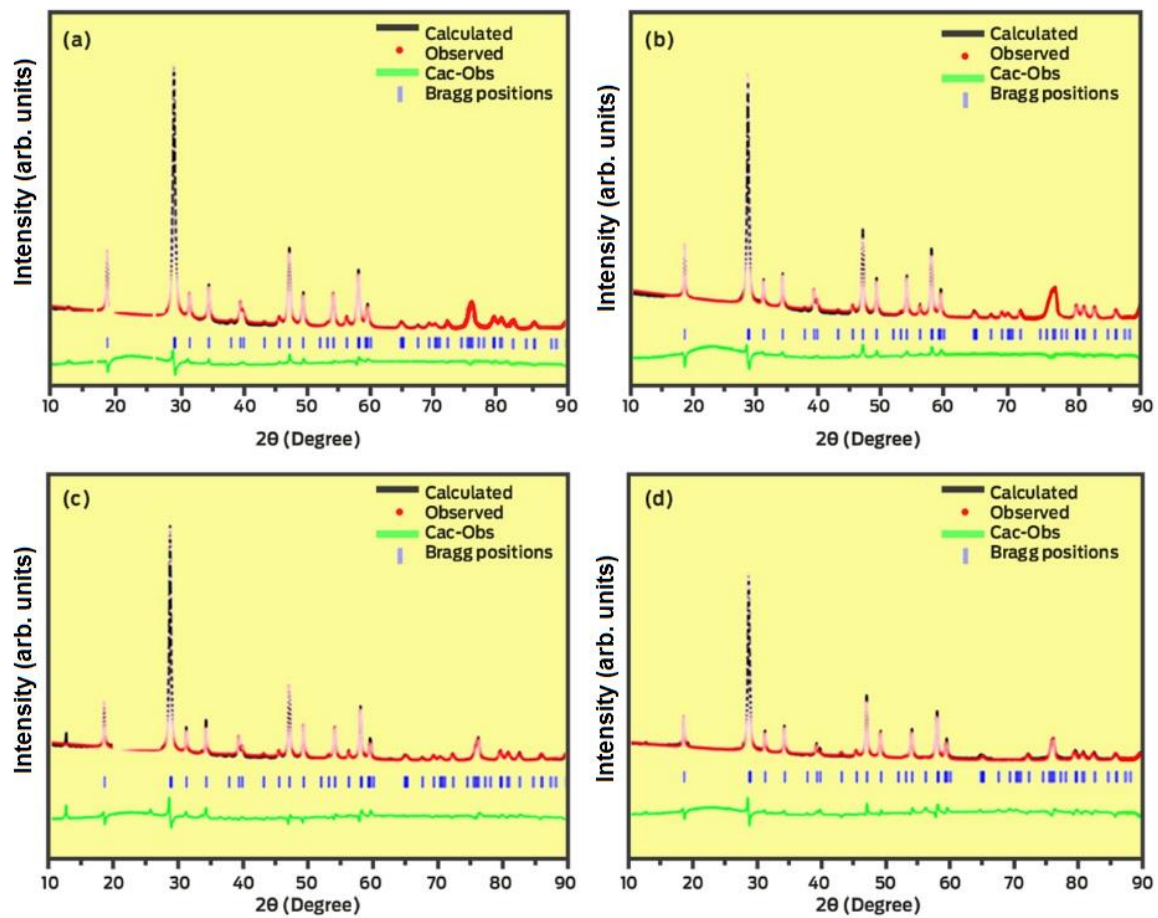 (a)
Calculated
Observed
Cac-Obs
Bragg positions
Intensity (arb. units)
10 20 30 40 50 60 70 80 90
2θ (Degree)
(b)
Calculated
Observed
Cac-Obs
Bragg positions
Intensity (arb. units)
10 20 30 40 50 60 70 80 90
2θ (Degree)
(c)
Calculated
Observed
Cac-Obs
Bragg positions
Intensity (arb. units)
10 20 30 40 50 60 70 80 90
2θ (Degree)
(d)
Calculated
Observed
Cac-Obs
Bragg positions
Intensity (arb. units)
10 20 30 40 50 60 70 80 90
2θ (Degree)